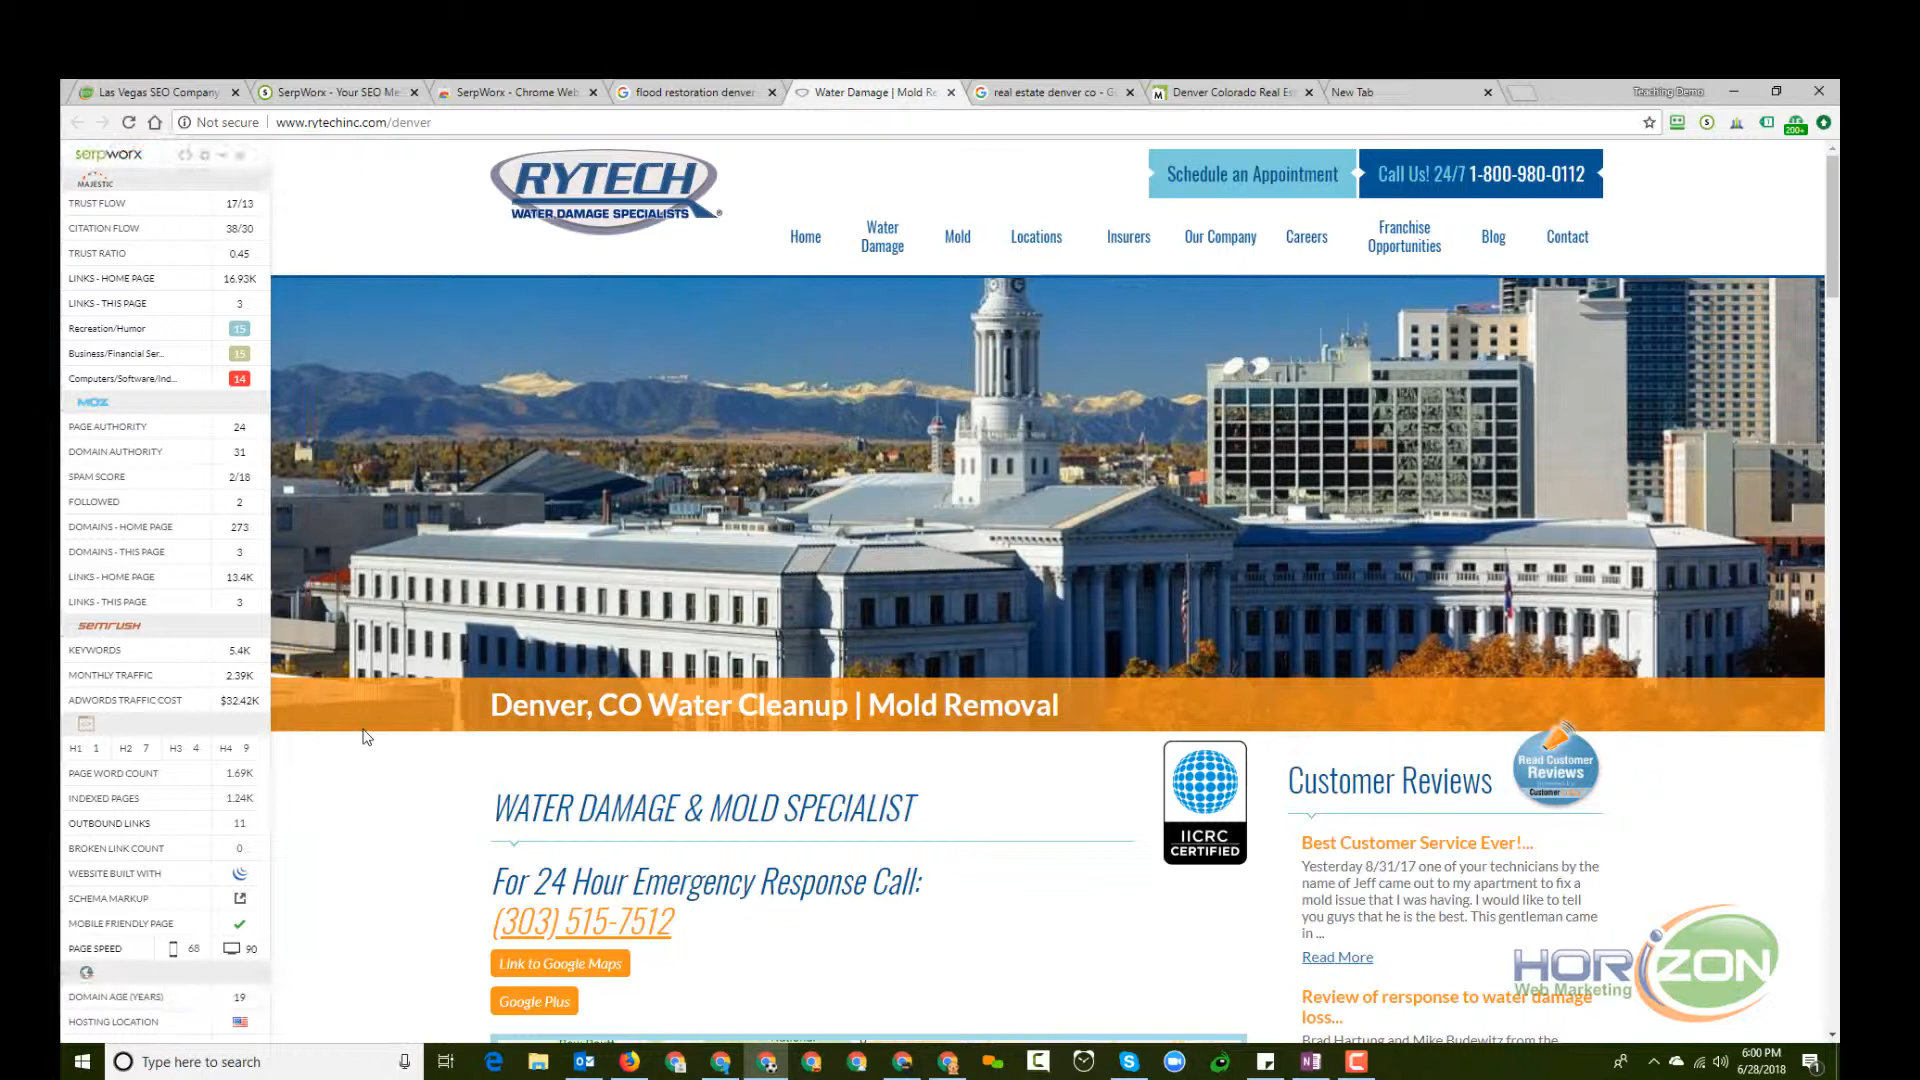 Las Vegas SEO Company
SerpWorx - Your SEO Me
SerpWorx - Chrome Web
flood restoration denver
Water Damage | Mold Re
real estate denver co - G
Denver Colorado Real Es
New Tab
Teaching Demo
Not secure
www.rytechinc.com/denver
200+
serpworx
MAJESTIC
TRUST FLOW 17/13
CITATION FLOW 38/30
TRUST RATIO 0.45
LINKS - HOME PAGE 16.93K
LINKS - THIS PAGE 3
Recreation/Humor 15
Business/Financial Ser... 15
Computers/Software/Ind... 14
MOZ
PAGE AUTHORITY 24
DOMAIN AUTHORITY 31
SPAM SCORE 2/18
FOLLOWED 2
DOMAINS - HOME PAGE 273
DOMAINS - THIS PAGE 3
LINKS - HOME PAGE 13.4K
LINKS - THIS PAGE 3
SEMRUSH
KEYWORDS 5.4K
MONTHLY TRAFFIC 2.39K
ADWORDS TRAFFIC COST $32.42K
H1 1 H2 7 H3 4 H4 9
PAGE WORD COUNT 1.69K
INDEXED PAGES 1.24K
OUTBOUND LINKS 11
BROKEN LINK COUNT 0
WEBSITE BUILT WITH
SCHEMA MARKUP
MOBILE FRIENDLY PAGE
PAGE SPEED 68 90
DOMAIN AGE (YEARS) 19
HOSTING LOCATION
RYTECH
WATER DAMAGE SPECIALISTS
Schedule an Appointment
Call Us! 24/7 1-800-980-0112
Home
Water Damage
Mold
Locations
Insurers
Our Company
Careers
Franchise Opportunities
Blog
Contact
Denver, CO Water Cleanup | Mold Removal
WATER DAMAGE & MOLD SPECIALIST
For 24 Hour Emergency Response Call:
(303) 515-7512
Link to Google Maps
Google Plus
IICRC
CERTIFIED
Customer Reviews
Read Customer
Reviews
Best Customer Service Ever!...
Yesterday 8/31/17 one of your technicians by the
name of Jeff came out to my apartment to fix a
mold issue that I was having. I would like to tell
you guys that he is the best. This gentleman came
in ...
Read More
Review of rersponse to water damage
loss...
Brad Hartung and Mike Budewitz from the
HORIZON
Web Marketing
Type here to search
6:00 PM
6/28/2018